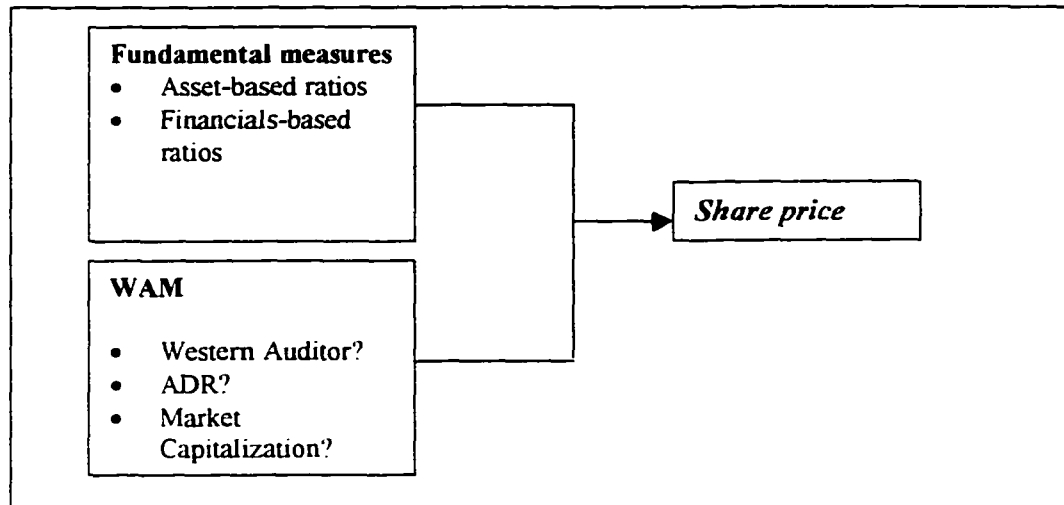 Fundamental measures
• Asset-based ratios
• Financials-based
ratios
Share price
WAM
• Western Auditor?
• ADR?
• Market
Capitalization?